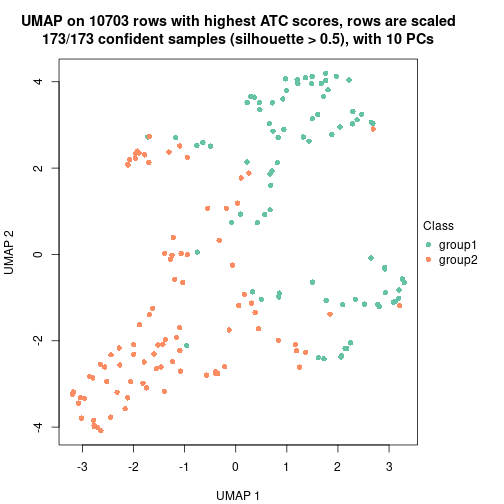 UMAP on 10703 rows with highest ATC scores, rows are scaled
173/173 confident samples (silhouette > 0.5), with 10 PCs
4
2
0
-2
-4
UMAP 2
-3
-2
-1
0
1
2
3
UMAP 1
Class
group1
group2